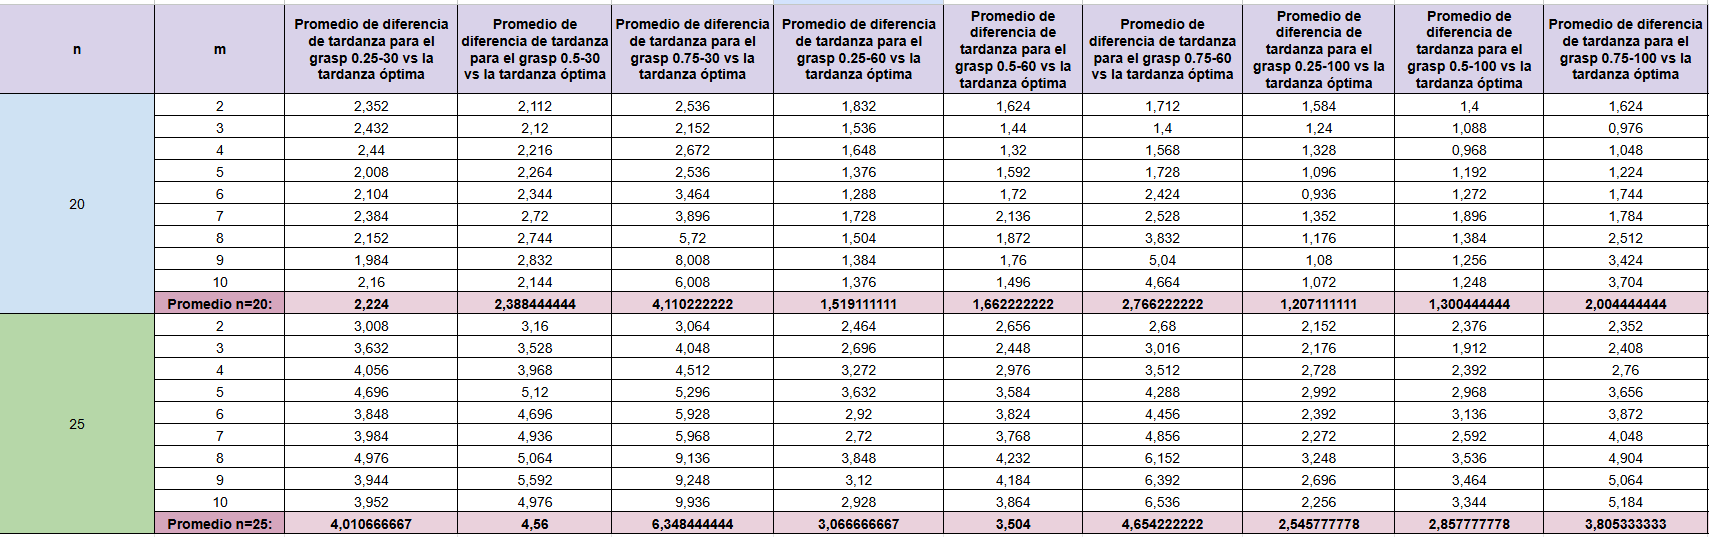 n	m	Promedio de diferencia de tardanza para el grasp 0.25-30 vs la tardanza óptima	Promedio de diferencia de tardanza para el grasp 0.5-30 vs la tardanza óptima	Promedio de diferencia de tardanza para el grasp 0.75-30 vs la tardanza óptima	Promedio de diferencia de tardanza para el grasp 0.25-60 vs la tardanza óptima	Promedio de diferencia de tardanza para el grasp 0.5-60 vs la tardanza óptima	Promedio de diferencia de tardanza para el grasp 0.75-60 vs la tardanza óptima	Promedio de diferencia de tardanza para el grasp 0.25-100 vs la tardanza óptima	Promedio de diferencia de tardanza para el grasp 0.5-100 vs la tardanza óptima	Promedio de diferencia de tardanza para el grasp 0.75-100 vs la tardanza óptima
20
2	2,352	2,112	2,536	1,832	1,624	1,712	1,584	1,4	1,624
3	2,432	2,12	2,152	1,536	1,44	1,4	1,24	1,088	0,976
4	2,44	2,216	2,672	1,648	1,32	1,568	1,328	0,968	1,048
5	2,008	2,264	2,536	1,376	1,592	1,728	1,096	1,192	1,224
6	2,104	2,344	3,464	1,288	1,72	2,424	0,936	1,272	1,744
7	2,384	2,72	3,896	1,728	2,136	2,528	1,352	1,896	1,784
8	2,152	2,744	5,72	1,504	1,872	3,832	1,176	1,384	2,512
9	1,984	2,832	8,008	1,384	1,76	5,04	1,08	1,256	3,424
10	2,16	2,144	6,008	1,376	1,496	4,664	1,072	1,248	3,704
Promedio n=20:	2,224	2,388444444	4,110222222	1,519111111	1,662222222	2,766222222	1,207111111	1,300444444	2,004444444
25
2	3,008	3,16	3,064	2,464	2,656	2,68	2,152	2,376	2,352
3	3,632	3,528	4,048	2,696	2,448	3,016	2,176	1,912	2,408
4	4,056	3,968	4,512	3,272	2,976	3,512	2,728	2,392	2,76
5	4,696	5,12	5,296	3,632	3,584	4,288	2,992	2,968	3,656
6	3,848	4,696	5,928	2,92	3,824	4,456	2,392	3,136	3,872
7	3,984	4,936	5,968	2,72	3,768	4,856	2,272	2,592	4,048
8	4,976	5,064	9,136	3,848	4,232	6,152	3,248	3,536	4,904
9	3,944	5,592	9,248	3,12	4,184	6,392	2,696	3,464	5,064
10	3,952	4,976	9,936	2,928	3,864	6,536	2,256	3,344	5,184
Promedio n=25:	4,010666667	4,56	6,348444444	3,066666667	3,504	4,654222222	2,545777778	2,857777778	3,805333333